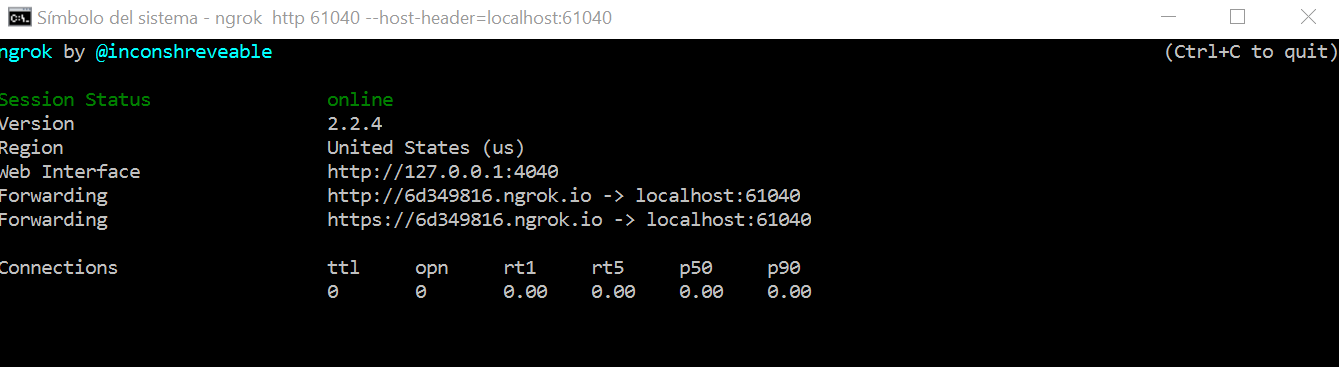 Símbolo del sistema - ngrok  http 61040 --host-header=localhost:61040
ngrok by @inconshreveable (Ctrl+C to quit)
Session Status online
Version 2.2.4
Region United States (us)
Web Interface http://127.0.0.1:4040
Forwarding http://6d349816.ngrok.io -> localhost:61040
Forwarding https://6d349816.ngrok.io -> localhost:61040
Connections ttl opn rt1 rt5 p50 p90
0 0 0.00 0.00 0.00 0.00